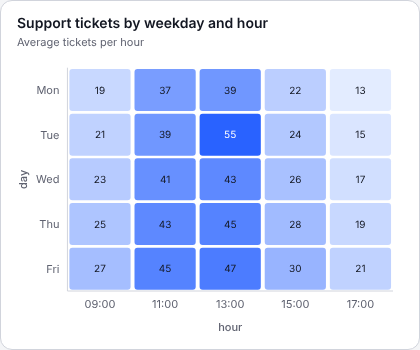 Support tickets by weekday and hour
Average tickets per hour
day
Mon 19 37 39 22 13
Tue 21 39 55 24 15
Wed 23 41 43 26 17
Thu 25 43 45 28 19
Fri 27 45 47 30 21
09:00 11:00 13:00 15:00 17:00
hour